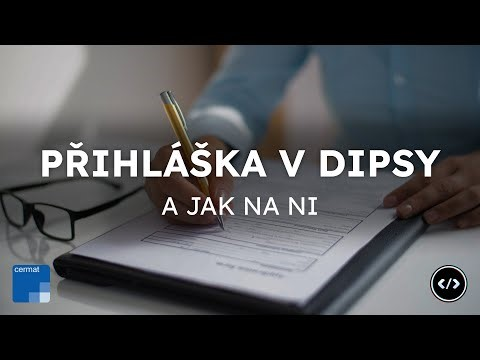 PŘIHLÁŠKA V DIPSY
A JAK NA NI
cermat
</>